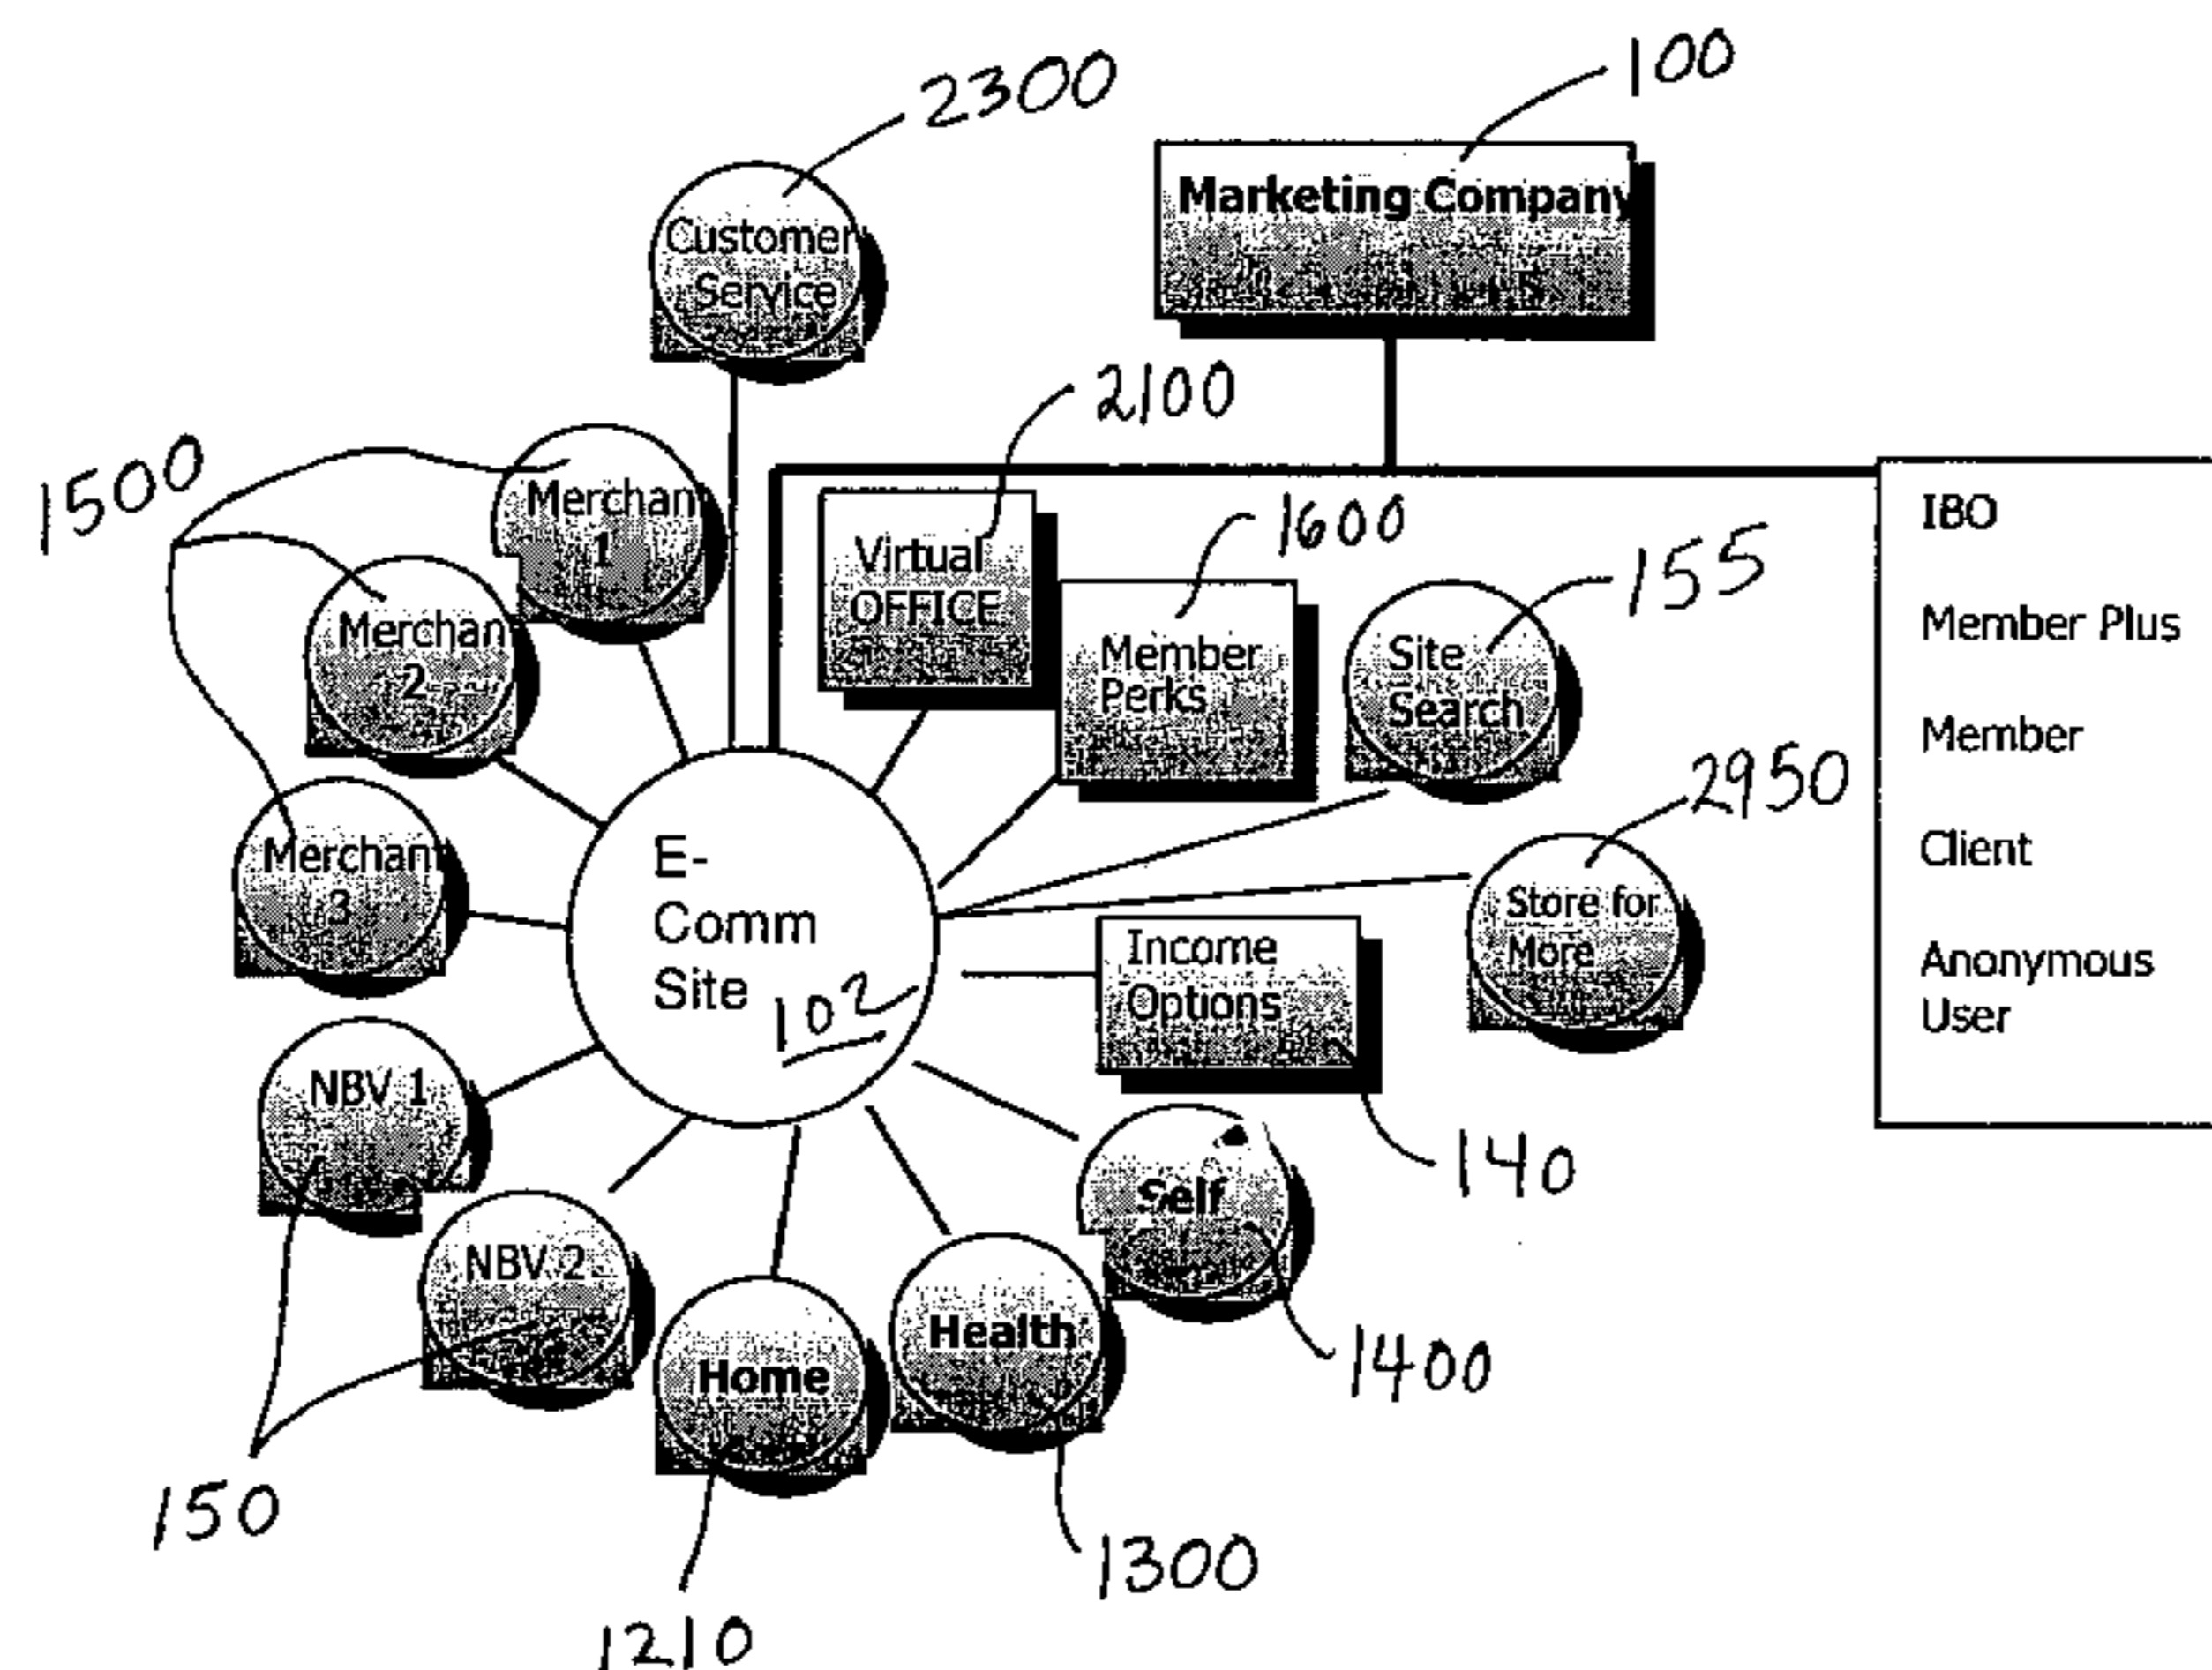 2300
100
Marketing Company
Customer
Service
2100
1500
Merchan
1
Virtual
OFFICE
1600
155
IBO
Merchan
2
Member
Perks
Site
Search
Member Plus
Member
2950
Merchant
3
E-
Comm
Site
102
Store for
More
Client
Income
Options
Anonymous
User
NBV 1
140
Self
NBV 2
Health
Home
1400
150
1300
1210